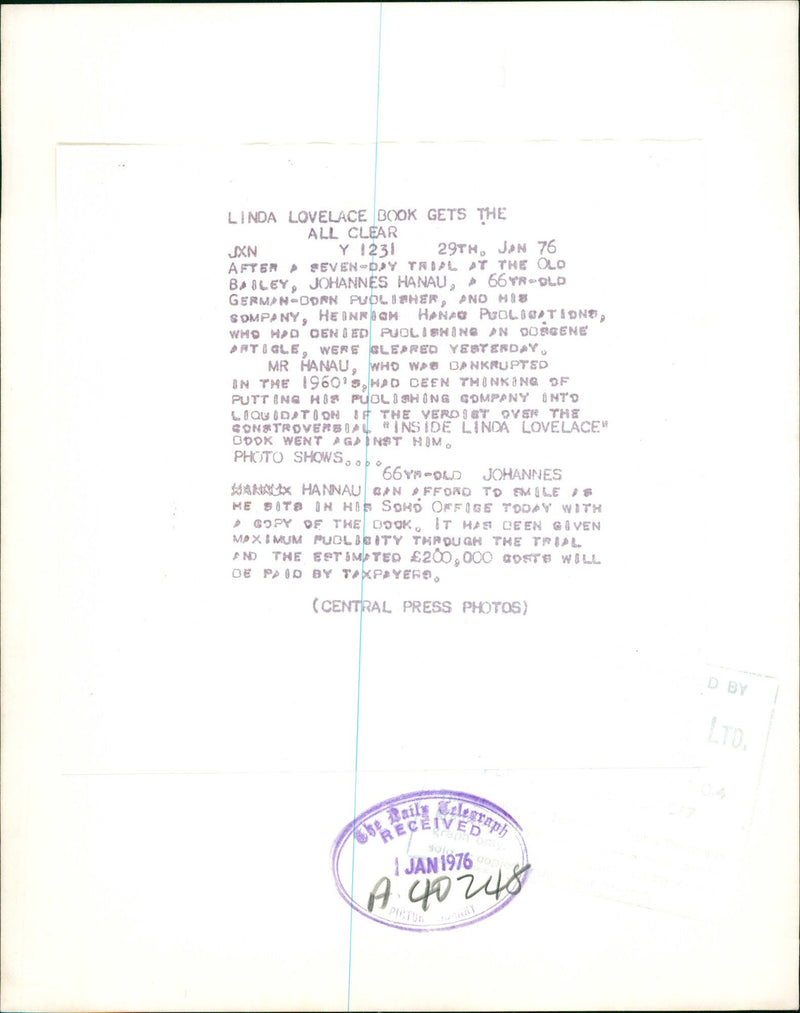 LINDA LOVELACE BOOK GETS THE
ALL CLEAR
JXN Y 1231 29TH. JAN 76
AFTER A SEVEN-DAY TRIAL AT THE OLD
BAILEY, JOHANNES HANAU, A 66YR-OLD
GERMAN-BORN PUBLISHER, AND HIS
COMPANY, HEINRICH HANAU PUBLICATIONS,
WHO HAD DENIED PUBLISHING AN OBSCENE
ARTICLE, WERE CLEARED YESTERDAY.
MR HANAU, WHO WAS BANKRUPTED
IN THE 1960'S, HAD BEEN THINKING OF
PUTTING HIS PUBLISHING COMPANY INTO
LIQUIDATION IF THE VERDICT OVER THE
CONSTROVERSIAL "INSIDE LINDA LOVELACE"
BOOK WENT AGAINST HIM.
PHOTO SHOWS....
66YR-OLD JOHANNES
HANNAU CAN AFFORD TO SMILE AS
HE SITS IN HIS SOHO OFFICE TODAY WITH
A COPY OF THE BOOK. IT HAS BEEN GIVEN
MAXIMUM PUBLICITY THROUGH THE TRIAL
AND THE ESTIMATED £200,000 COSTS WILL
BE PAID BY TAXPAYERS.
(CENTRAL PRESS PHOTOS)
D BY
LTD.
The Daily Telegraph
RECEIVED
1 JAN 1976
A 40248